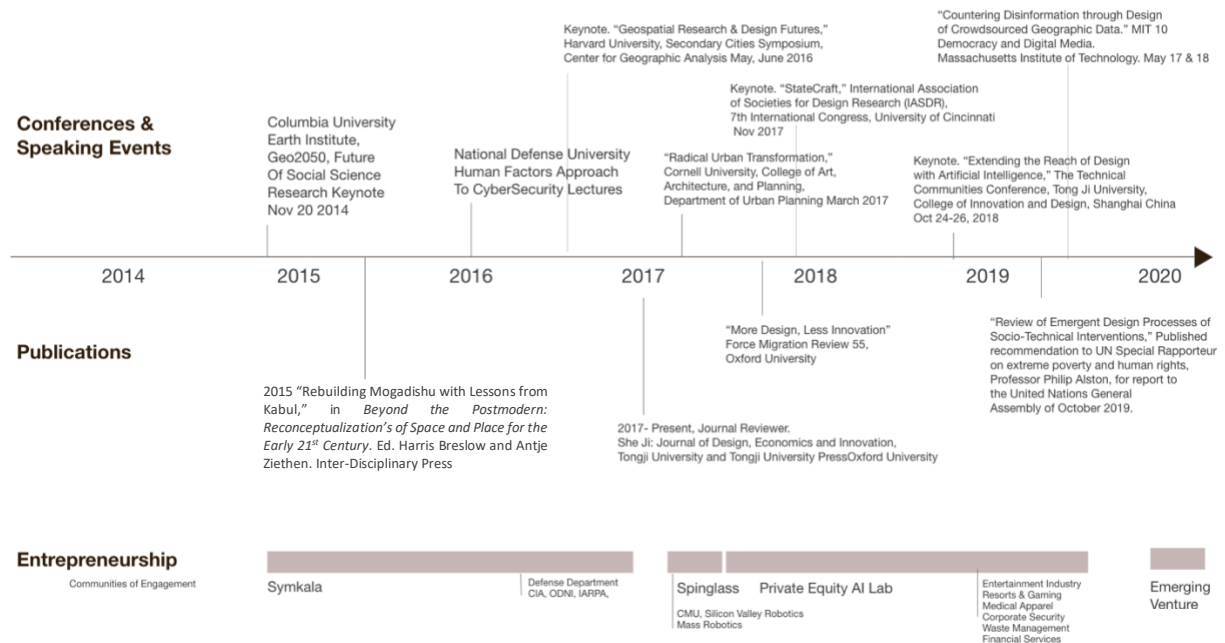 Conferences &
Speaking Events
Columbia University
Earth Institute,
Geo2050, Future
Of Social Science
Research Keynote
Nov 20 2014
National Defense University
Human Factors Approach
To CyberSecurity Lectures
Keynote. “Geospatial Research & Design Futures,”
Harvard University, Secondary Cities Symposium,
Center for Geographic Analysis May, June 2016
“Radical Urban Transformation,”
Cornell University, College of Art,
Architecture, and Planning,
Department of Urban Planning March 2017
Keynote. “StateCraft,” International Association
of Societies for Design Research (IASDR),
7th International Congress, University of Cincinnati
Nov 2017
Keynote. “Extending the Reach of Design
with Artificial Intelligence,” The Technical
Communities Conference, Tong Ji University,
College of Innovation and Design, Shanghai China
Oct 24-26, 2018
“Countering Disinformation through Design
of Crowdsourced Geographic Data.” MIT 10
Democracy and Digital Media.
Massachusetts Institute of Technology. May 17 & 18
2014 2015 2016 2017 2018 2019 2020
Publications
2015 “Rebuilding Mogadishu with Lessons from
Kabul,” in Beyond the Postmodern:
Reconceptualization’s of Space and Place for the
Early 21st Century. Ed. Harris Breslow and Antje
Ziethen. Inter-Disciplinary Press
2017- Present, Journal Reviewer.
She Ji: Journal of Design, Economics and Innovation,
Tongji University and Tongji University PressOxford University
“More Design, Less Innovation”
Force Migration Review 55,
Oxford University
“Review of Emergent Design Processes of
Socio-Technical Interventions,” Published
recommendation to UN Special Rapporteur
on extreme poverty and human rights,
Professor Philip Alston, for report to
the United Nations General
Assembly of October 2019.
Entrepreneurship
Communities of Engagement
Symkala
Defense Department
CIA, ODNI, IARPA,
Spinglass
CMU, Silicon Valley Robotics
Mass Robotics
Private Equity AI Lab
Entertainment Industry
Resorts & Gaming
Medical Apparel
Corporate Security
Waste Management
Financial Services
Emerging
Venture